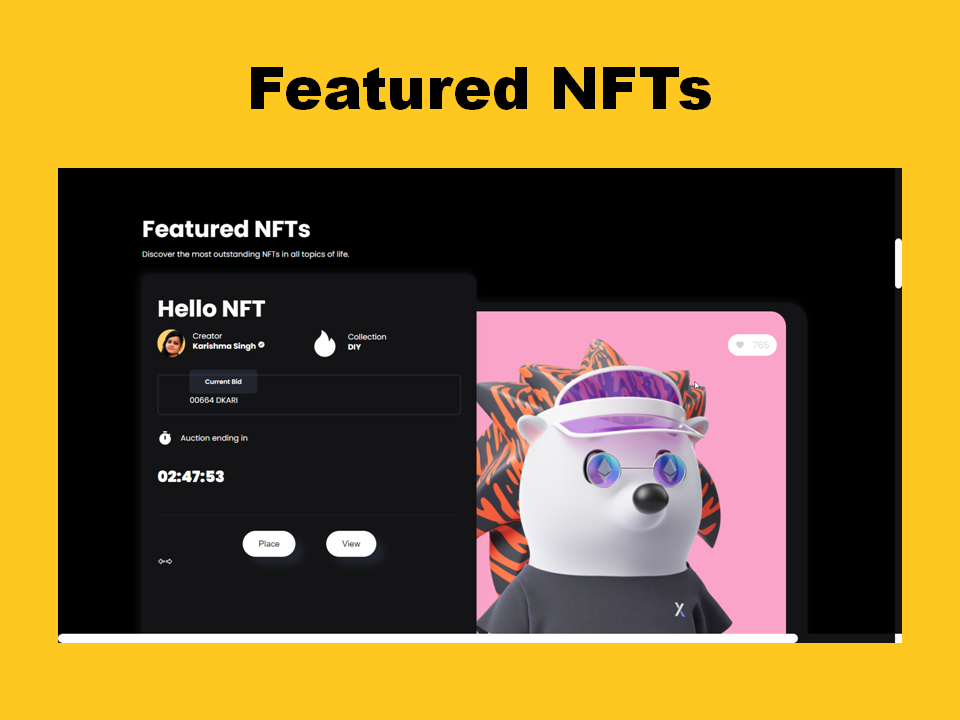 Featured NFTs
Featured NFTs
Discover the most outstanding NFTs in all topics of life.
Hello NFT
Creator
Karishma Singh
Collection
DIY
765
Current Bid
00664 DKARI
Auction ending in
02:47:53
Place
View
X